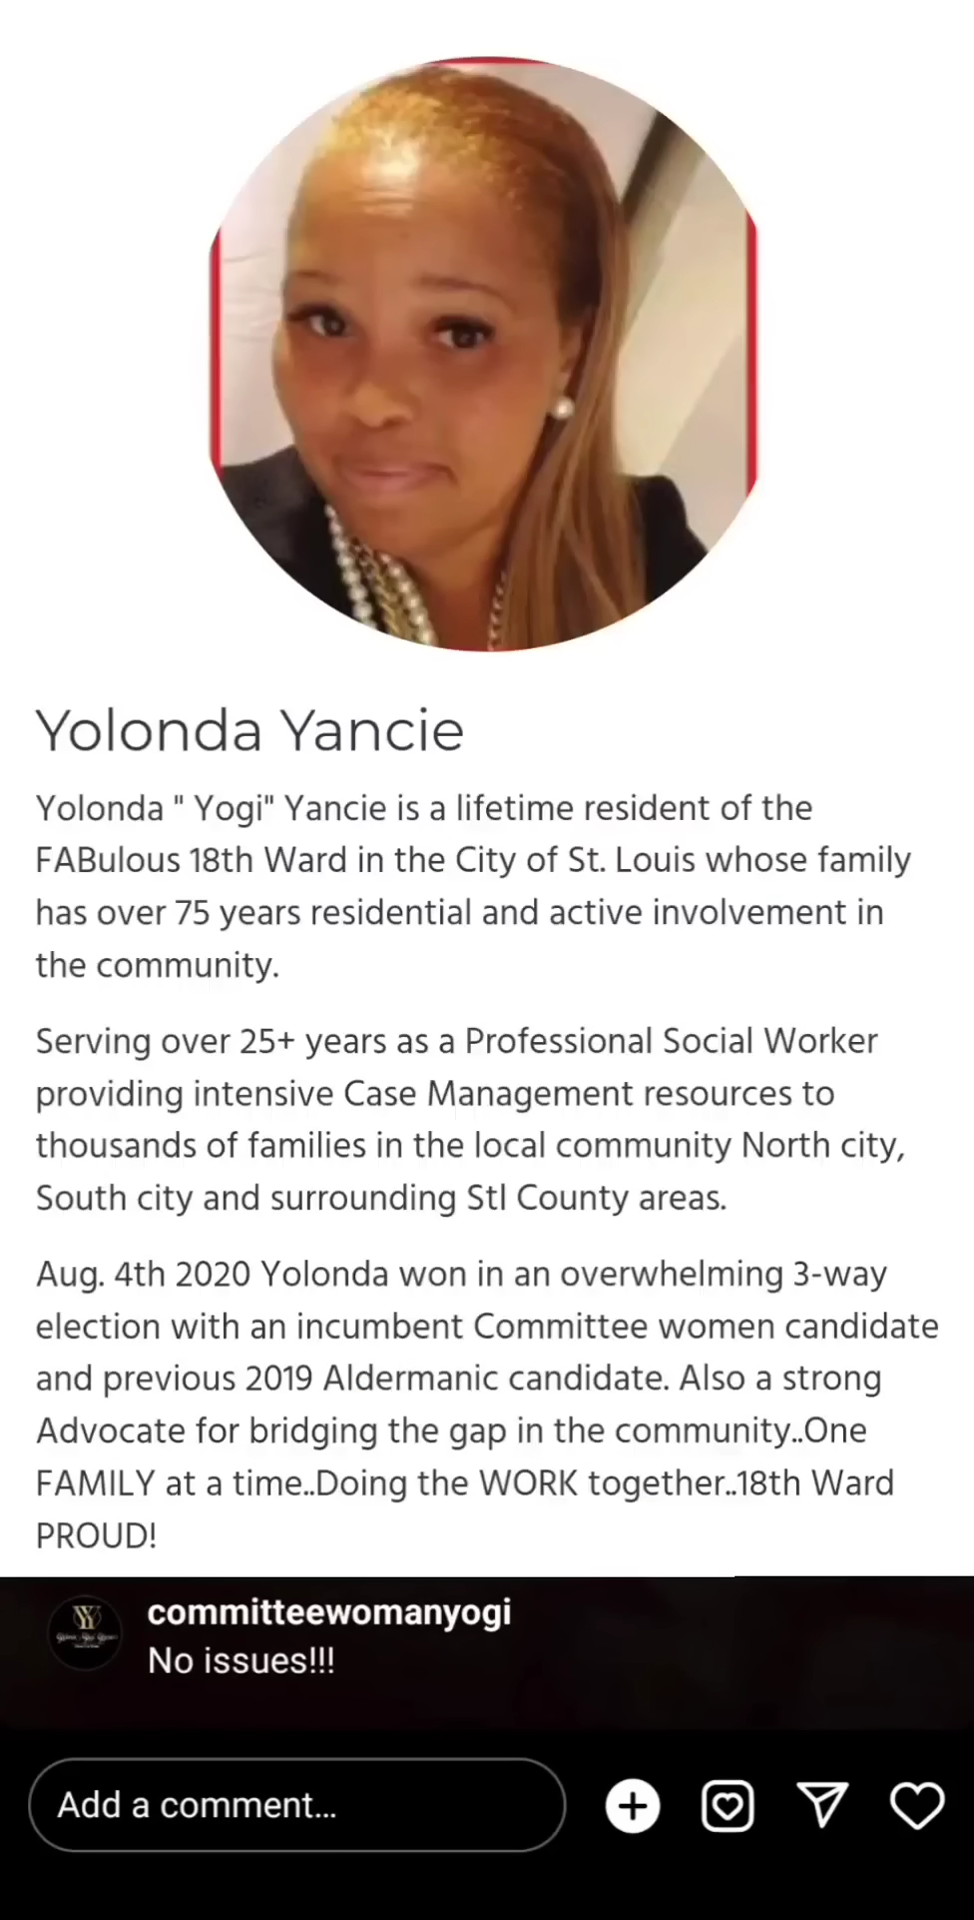 Yolonda Yancie
Yolonda " Yogi" Yancie is a lifetime resident of the
FABulous 18th Ward in the City of St. Louis whose family
has over 75 years residential and active involvement in
the community.
Serving over 25+ years as a Professional Social Worker
providing intensive Case Management resources to
thousands of families in the local community North city,
South city and surrounding Stl County areas.
Aug. 4th 2020 Yolonda won in an overwhelming 3-way
election with an incumbent Committee women candidate
and previous 2019 Aldermanic candidate. Also a strong
Advocate for bridging the gap in the community..One
FAMILY at a time..Doing the WORK together..18th Ward
PROUD!
committeewomanyogi
No issues!!!
Add a comment...